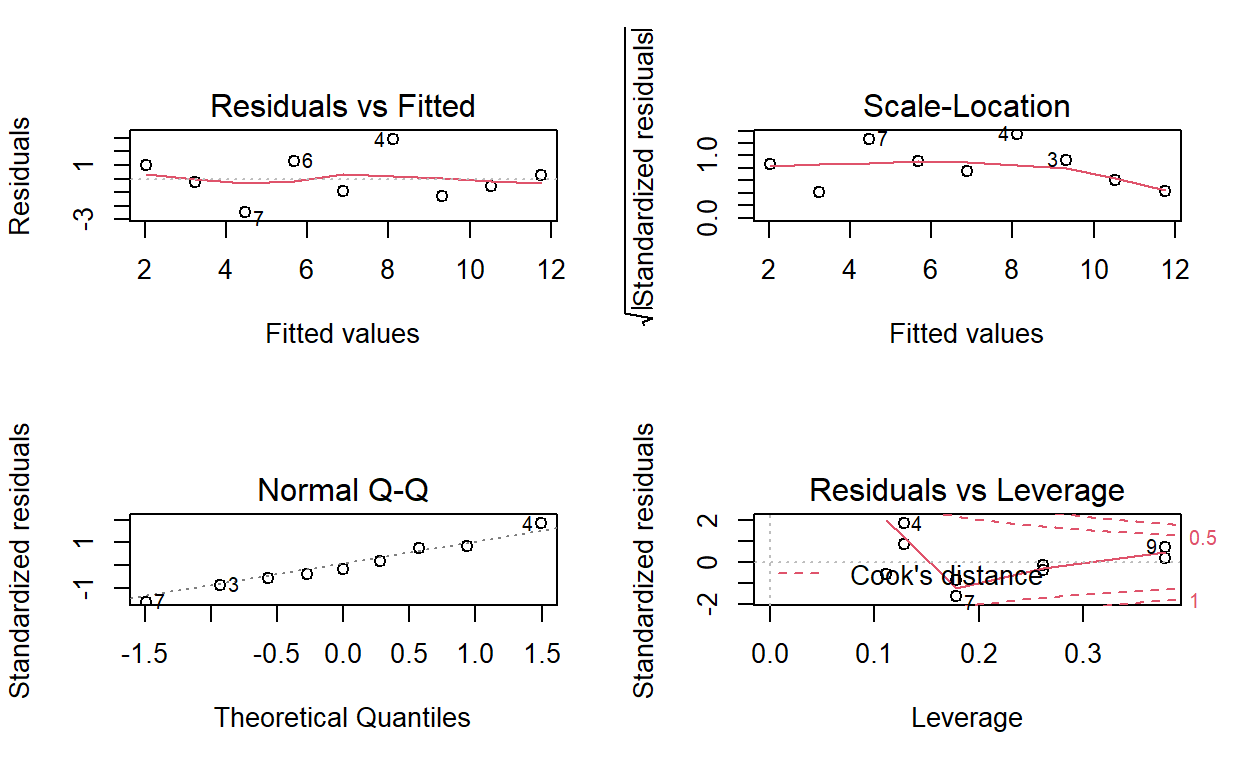 Residuals vs Fitted
Residuals
1
-3
4
6
7
2 4 6 8 10 12
Fitted values
Scale-Location
√|Standardized residuals|
1.0
0.0
7
4
3
2 4 6 8 10 12
Fitted values
Normal Q-Q
Standardized residuals
1
-1
4
3
7
-1.5 -0.5 0.0 0.5 1.0 1.5
Theoretical Quantiles
Residuals vs Leverage
Standardized residuals
2
0
-2
4
9
0.5
Cook's distance
7
1
0.0 0.1 0.2 0.3
Leverage